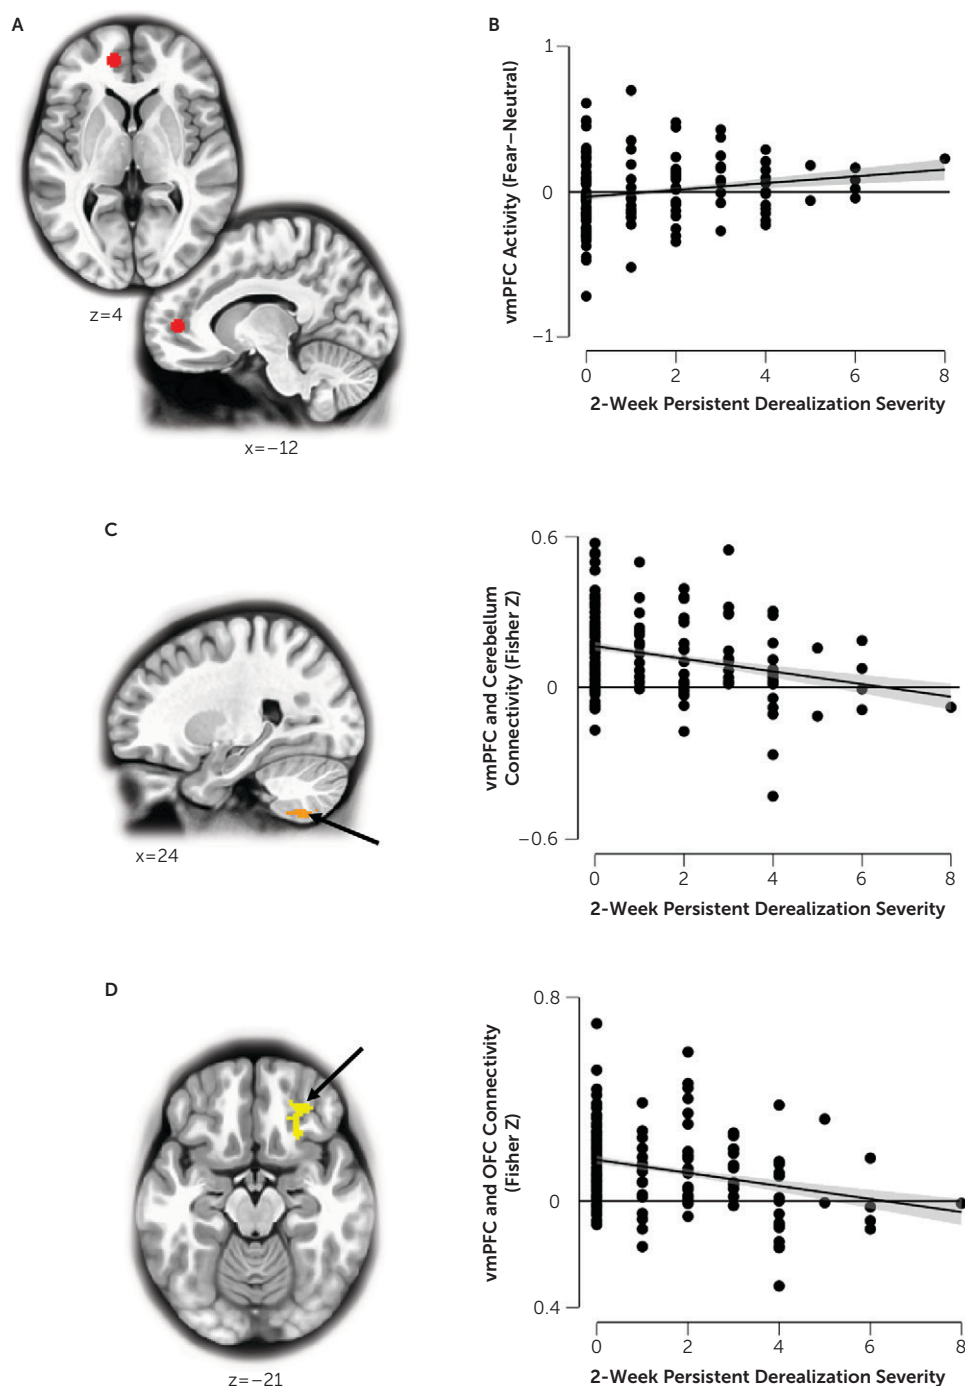 A
z=4
x=−12
B
vmPFC Activity (Fear–Neutral)
1
0
−1
0
2
4
6
8
2-Week Persistent Derealization Severity
C
x=24
vmPFC and Cerebellum
Connectivity (Fisher Z)
0.6
0
−0.6
0
2
4
6
8
2-Week Persistent Derealization Severity
D
z=−21
vmPFC and OFC Connectivity
(Fisher Z)
0.8
0
0.4
0
2
4
6
8
2-Week Persistent Derealization Severity